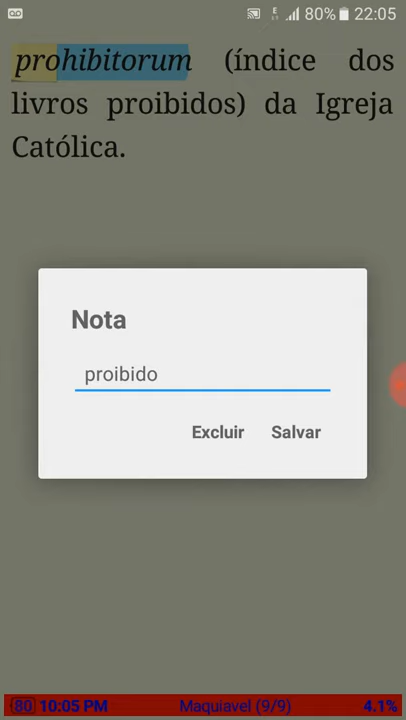 80% 22:05
prohibitorum (índice dos
livros proibidos) da Igreja
Católica.
Nota
proibido
Excluir Salvar
80 10:05 PM Maquiavel (9/9) 4.1%